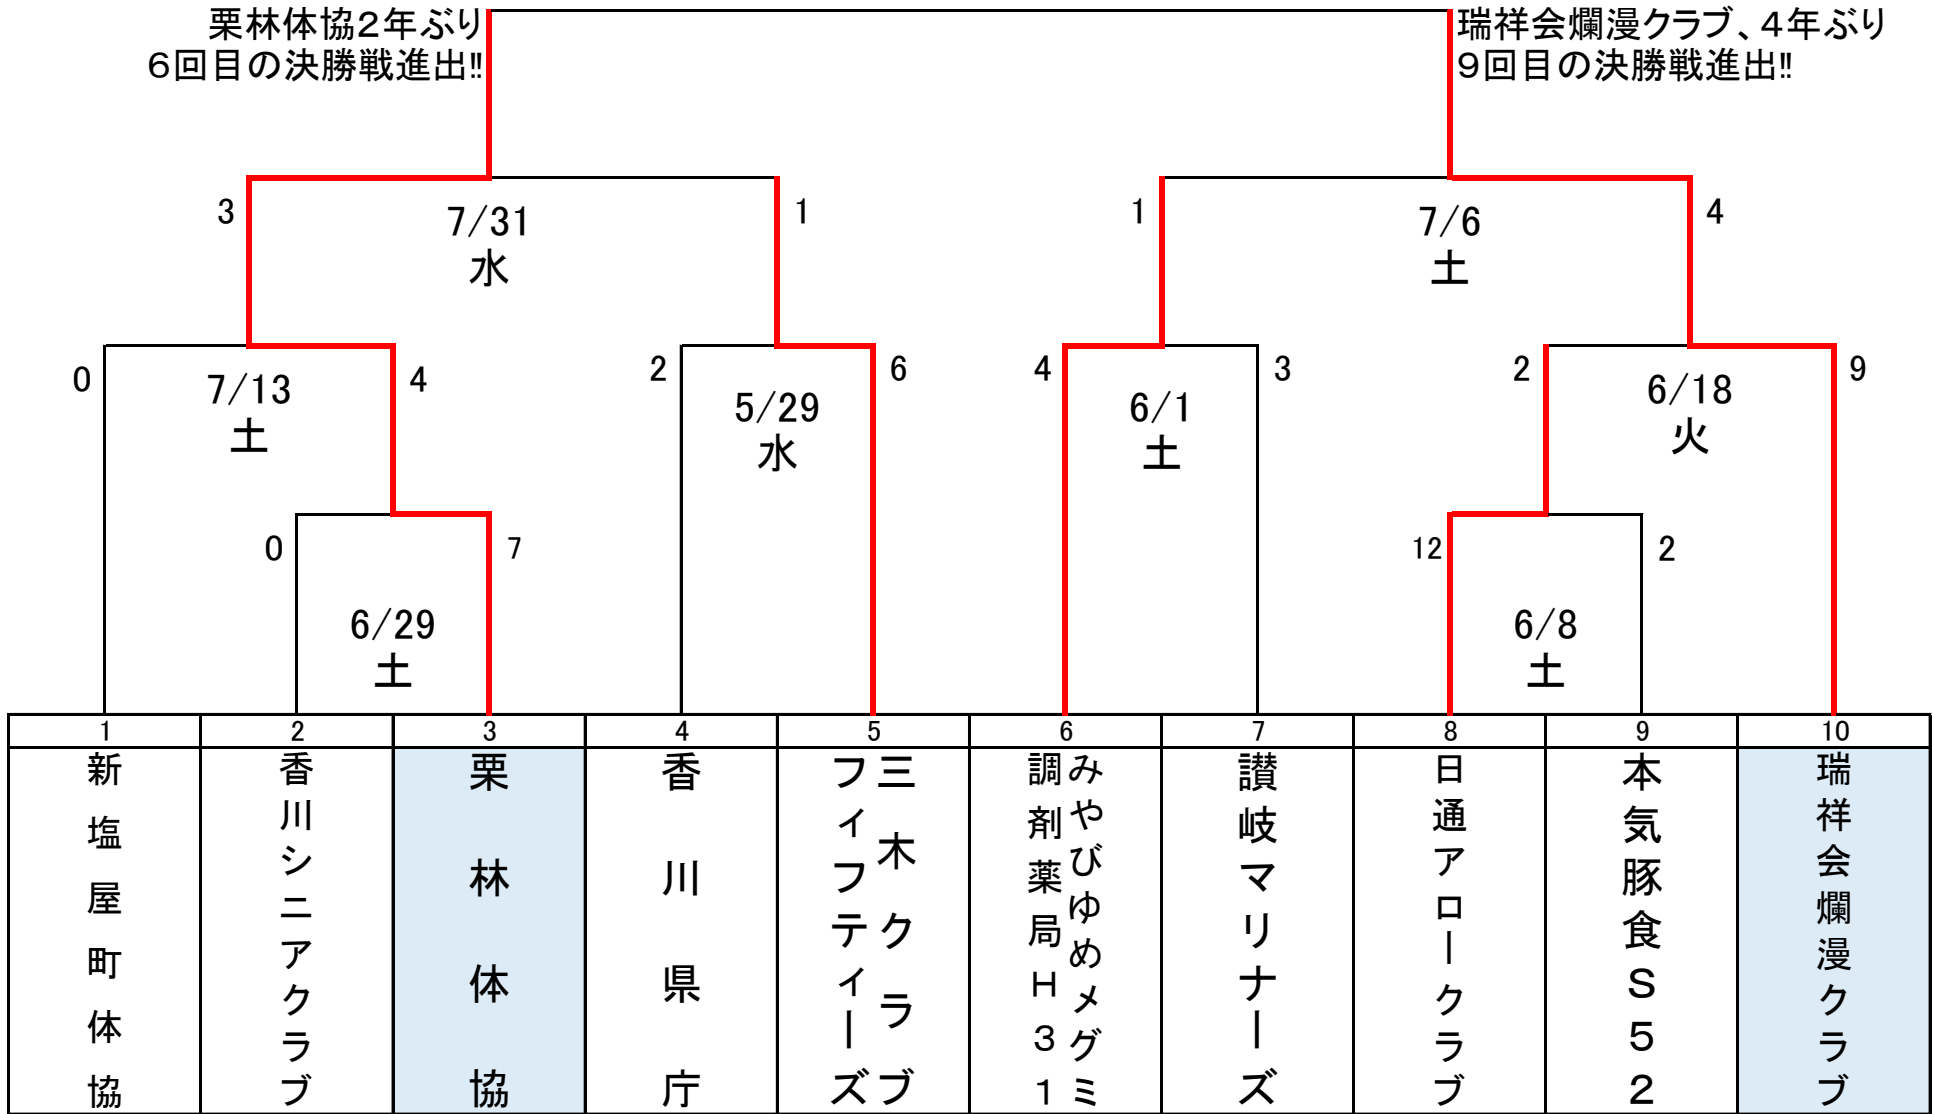 栗林体協２年ぶり
６回目の決勝戦進出‼
瑞祥会爛漫クラブ、４年ぶり
９回目の決勝戦進出‼
3
7/31
水
1
1
7/6
土
4
0
7/13
土
4
2
5/29
水
6
4
6/1
土
3
2
6/18
火
9
0
6/29
土
7
12
6/8
土
2
1
2
3
4
5
6
7
8
9
10
新塩屋町体協
香川シニアクラブ
栗林体協
香川県庁
三木クラブ
フィフティーズ
みやびゆめメグミ
調剤薬局Ｈ３１
讃岐マリナーズ
日通アロークラブ
本気豚食Ｓ５２
瑞祥会爛漫クラブ